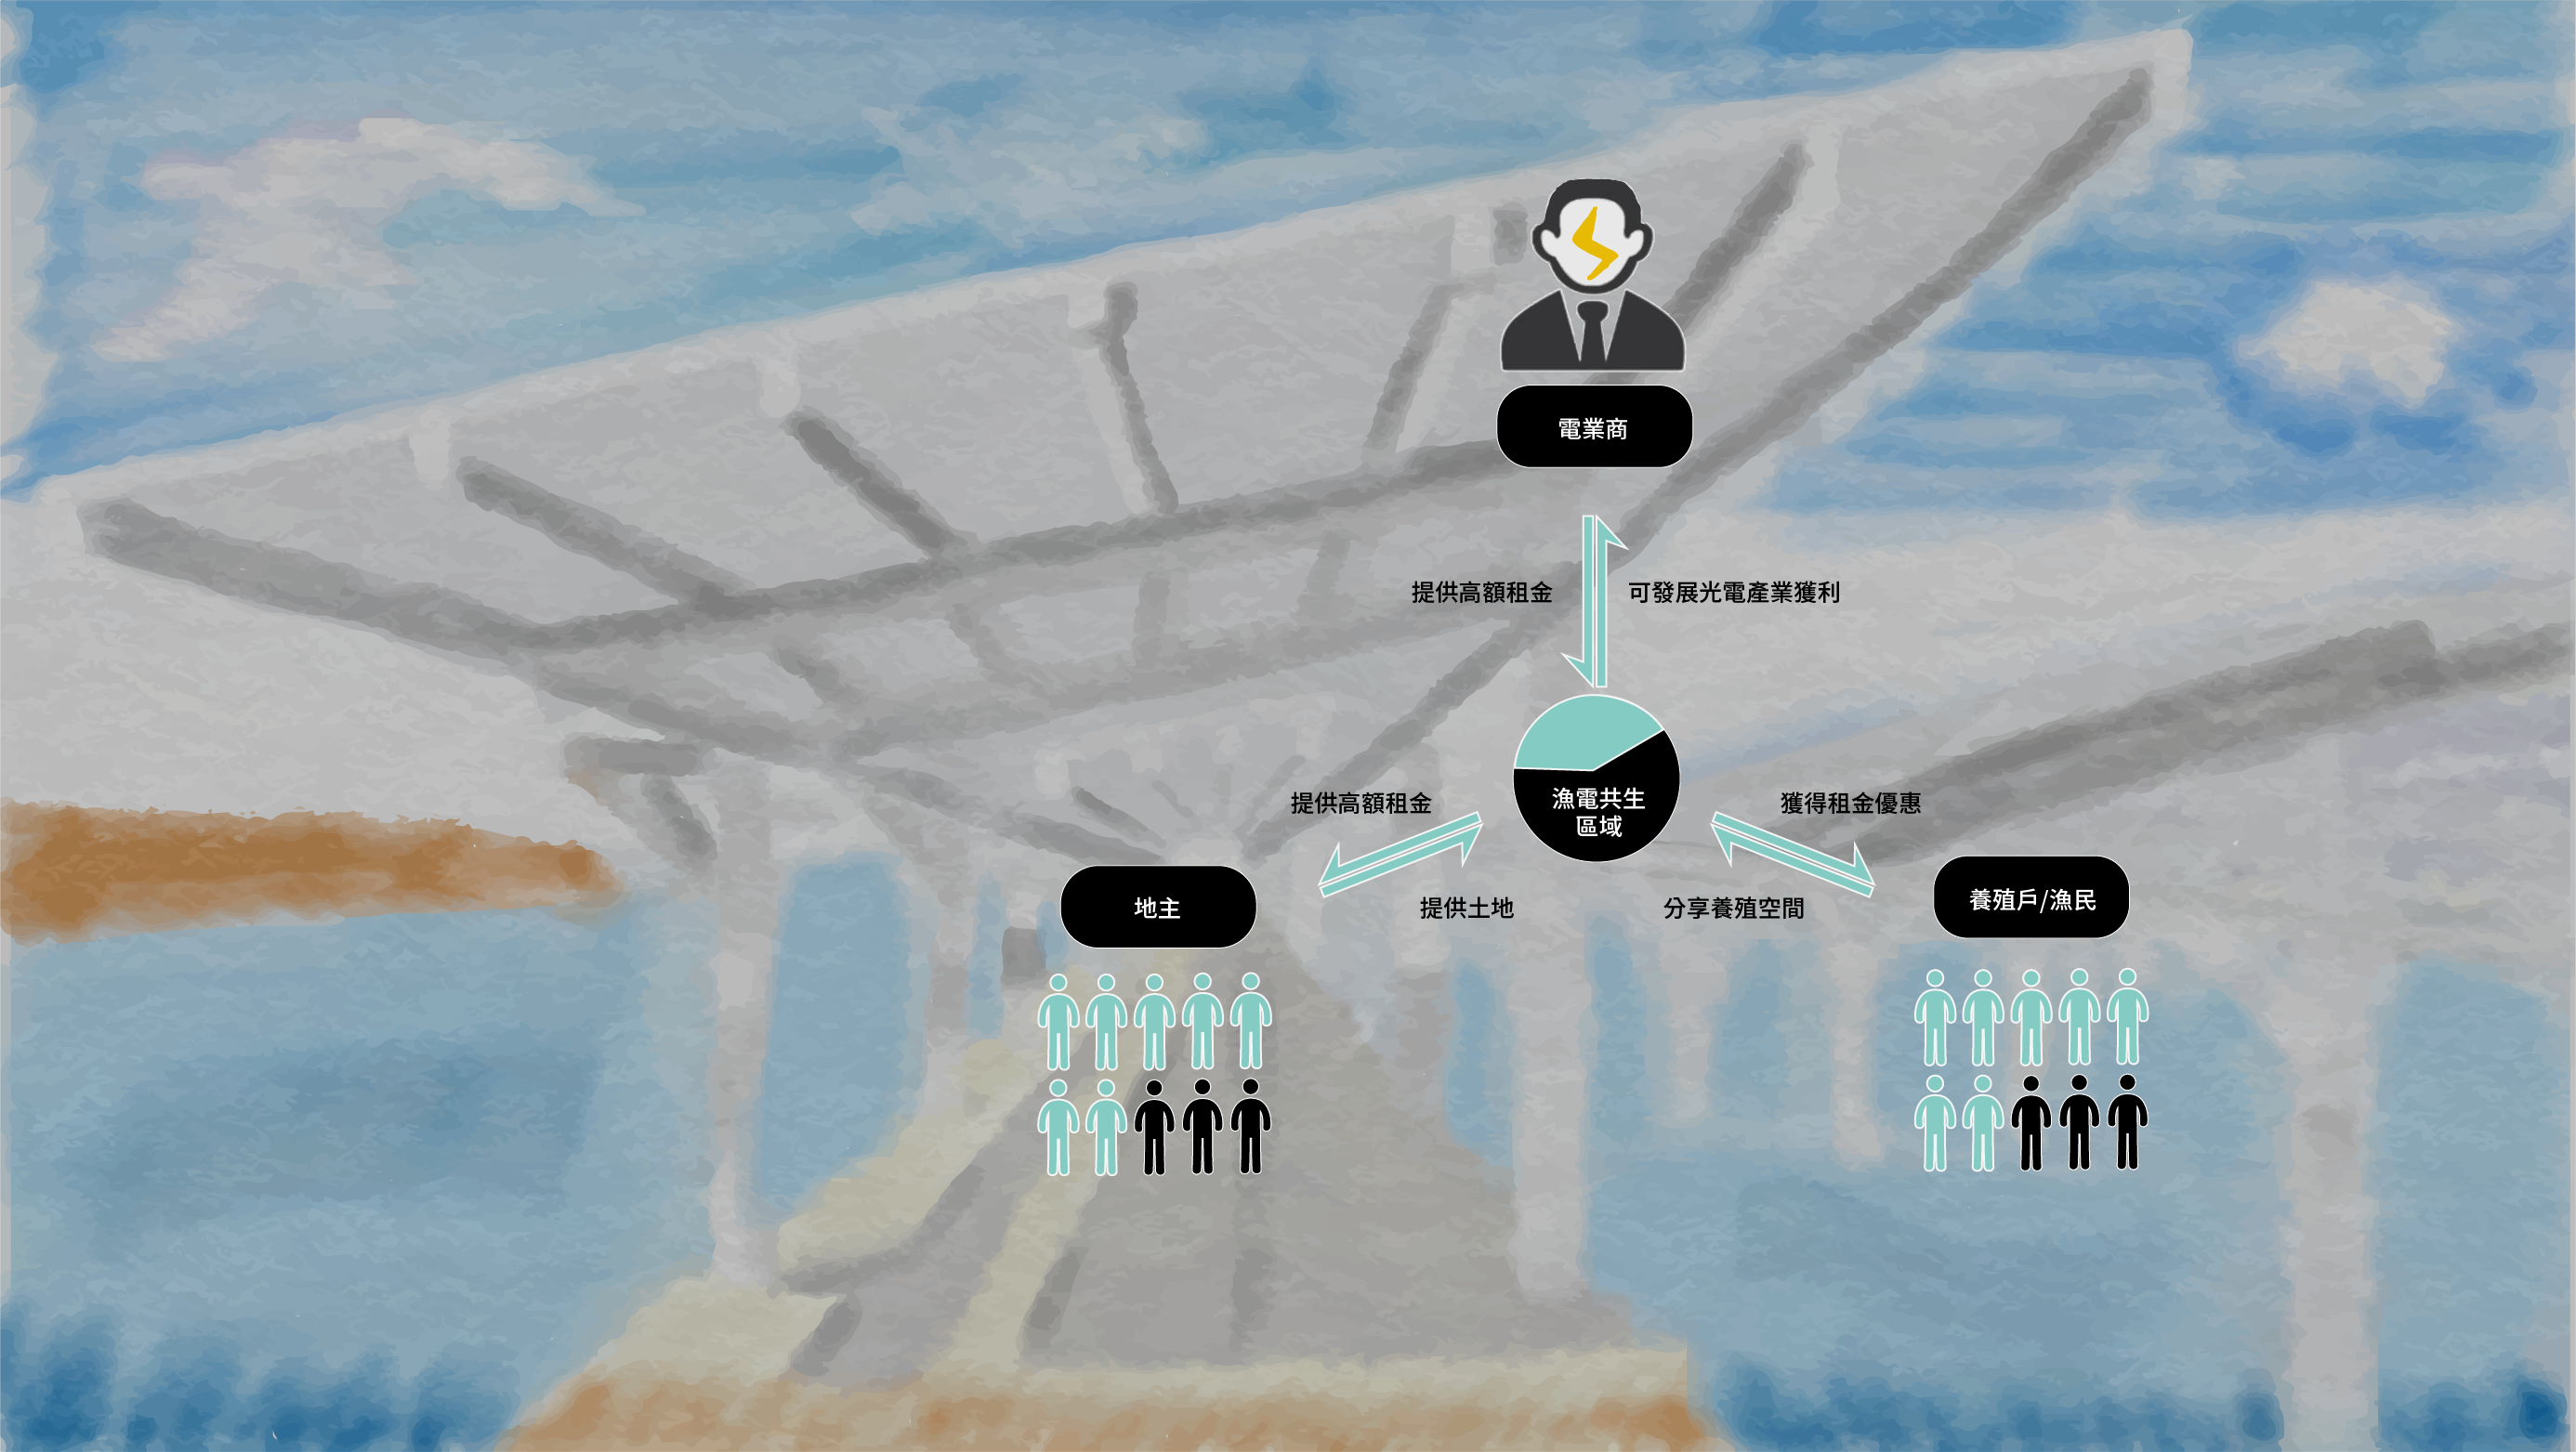 電業商
提供高額租金
可發展光電產業獲利
漁電共生
區域
提供高額租金
獲得租金優惠
地主
提供土地
分享養殖空間
養殖戶/漁民